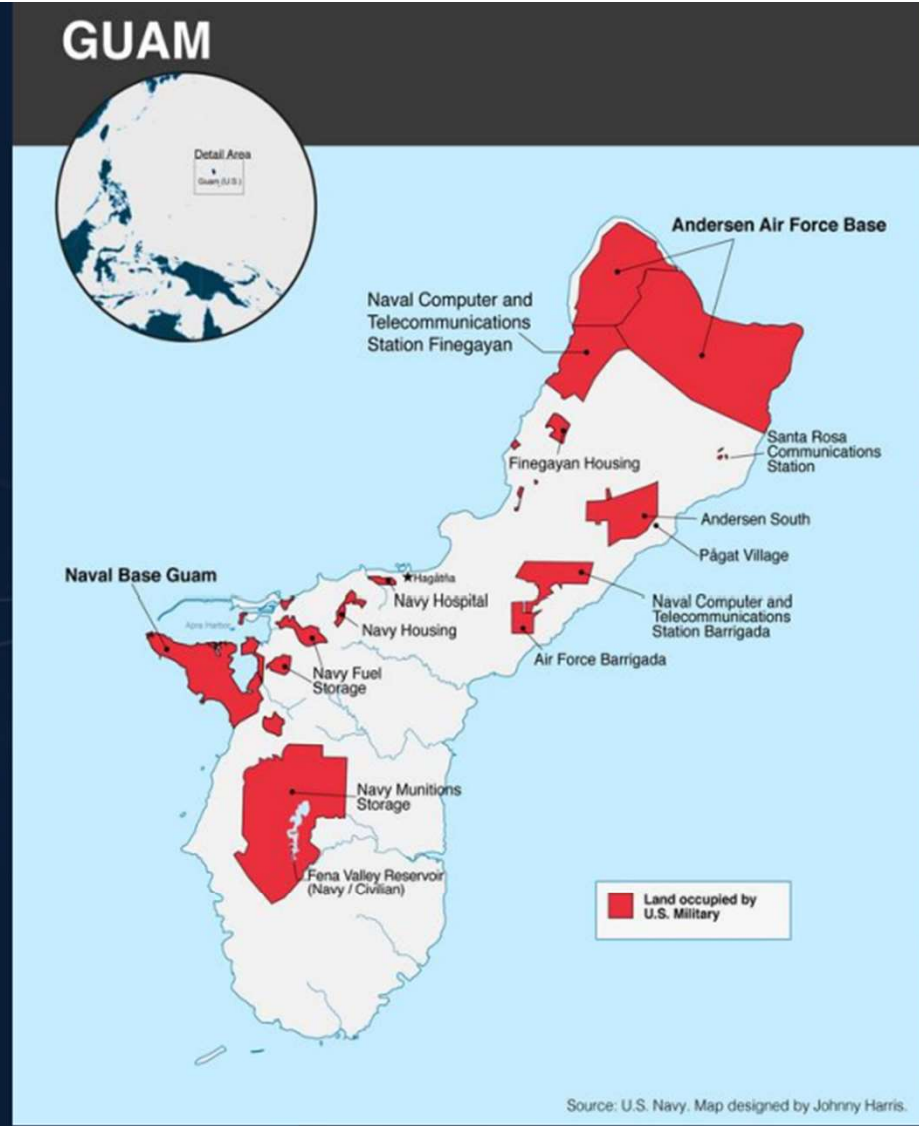 GUAM
Detail Area
Guam (U.S.)
Andersen Air Force Base
Naval Computer and
Telecommunications
Station Finegayan
Santa Rosa
Communications
Station
Finegayan Housing
Andersen South
Pågat Village
Naval Base Guam
Hagåtña
Navy Hospital
Apra Harbor
Navy Housing
Naval Computer and
Telecommunications
Station Barrigada
Air Force Barrigada
Navy Fuel
Storage
Navy Munitions
Storage
Fena Valley Reservoir
(Navy / Civilian)
Land occupied by
U.S. Military
Source: U.S. Navy. Map designed by Johnny Harris.